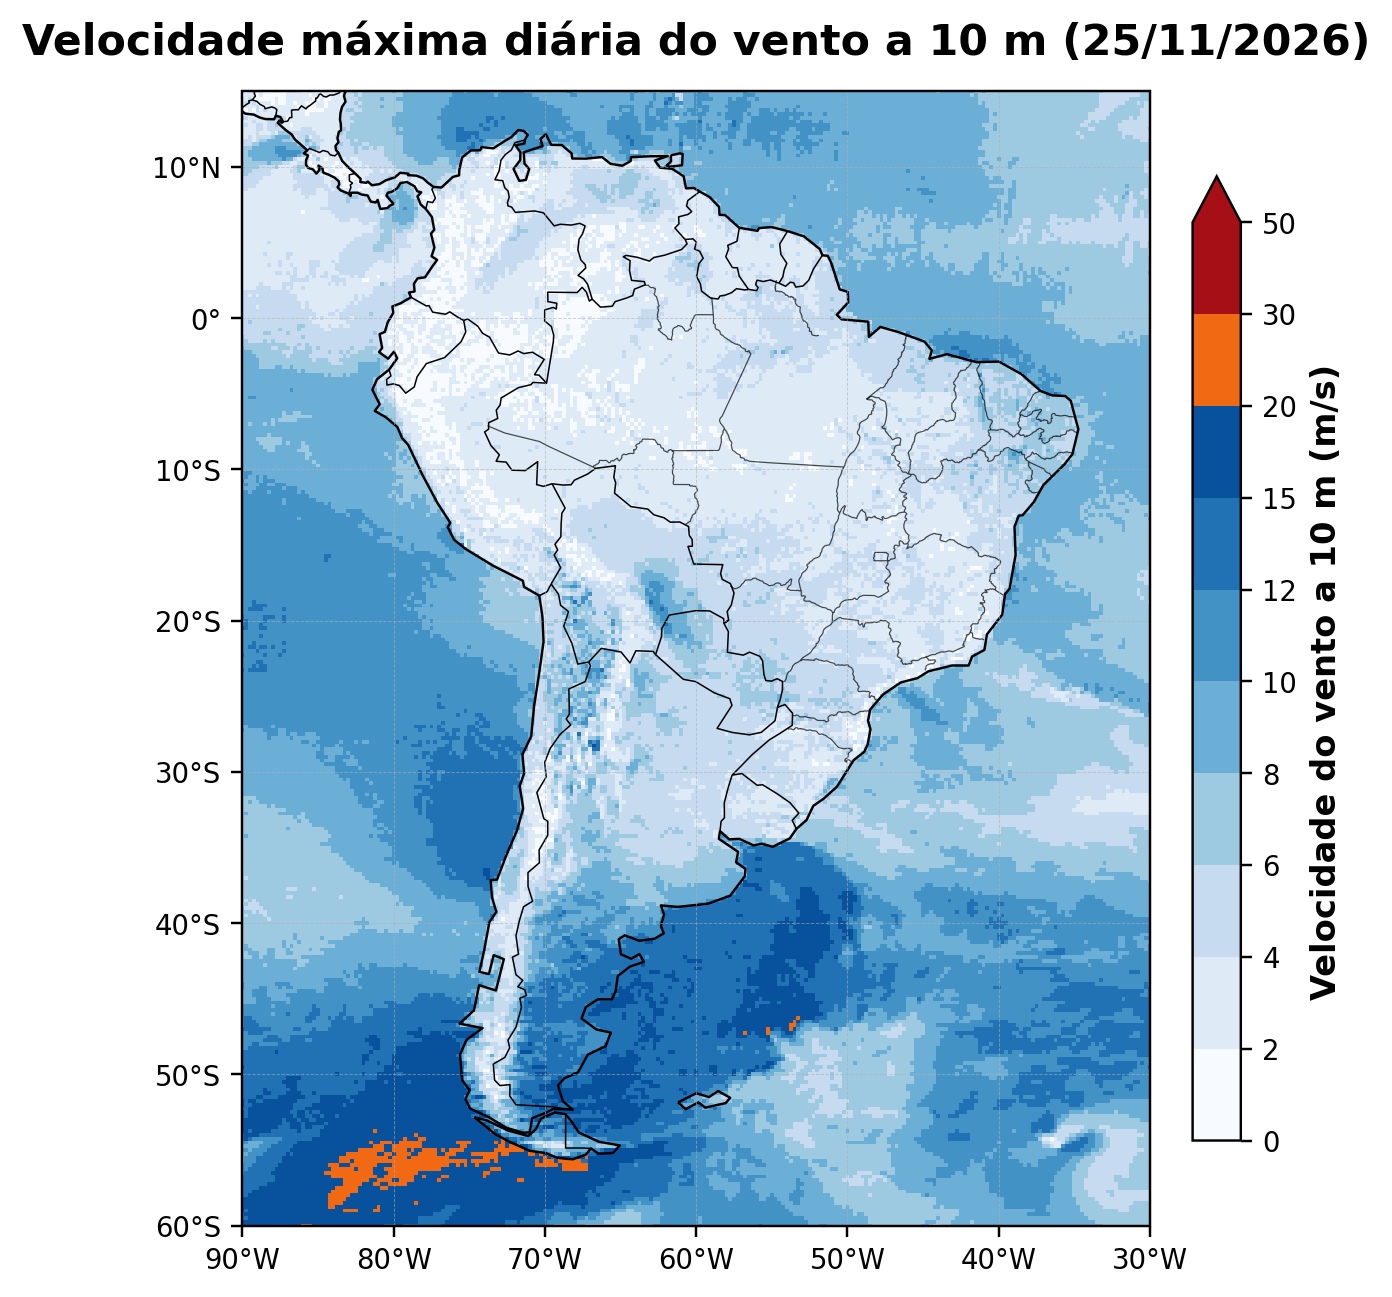 Velocidade máxima diária do vento a 10 m (25/11/2026)
10°N
0°
10°S
20°S
30°S
40°S
50°S
60°S
90°W
80°W
70°W
60°W
50°W
40°W
30°W
50
30
20
15
12
10
8
6
4
2
0
Velocidade do vento a 10 m (m/s)